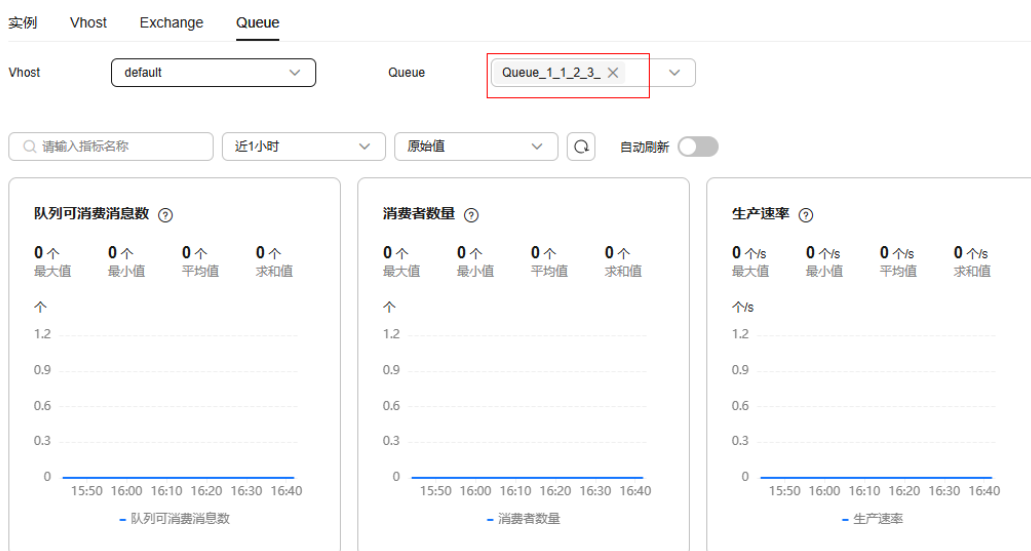 实例 Vhost Exchange Queue
Vhost default Queue Queue_1_1_2_3_
请输入指标名称 近1小时 原始值 自动刷新
队列可消费消息数 消费者数量 生产速率
0 个 0 个 0 个 0 个 0 个 0 个 0 个 0 个 0 个/s 0 个/s 0 个/s 0 个/s
最大值 最小值 平均值 求和值 最大值 最小值 平均值 求和值 最大值 最小值 平均值 求和值
个 个 个/s
1.2 1.2 1.2
0.9 0.9 0.9
0.6 0.6 0.6
0.3 0.3 0.3
0 0 0
15:50 16:00 16:10 16:20 16:30 16:40 15:50 16:00 16:10 16:20 16:30 16:40 15:50 16:00 16:10 16:20 16:30 16:40
队列可消费消息数 消费者数量 生产速率